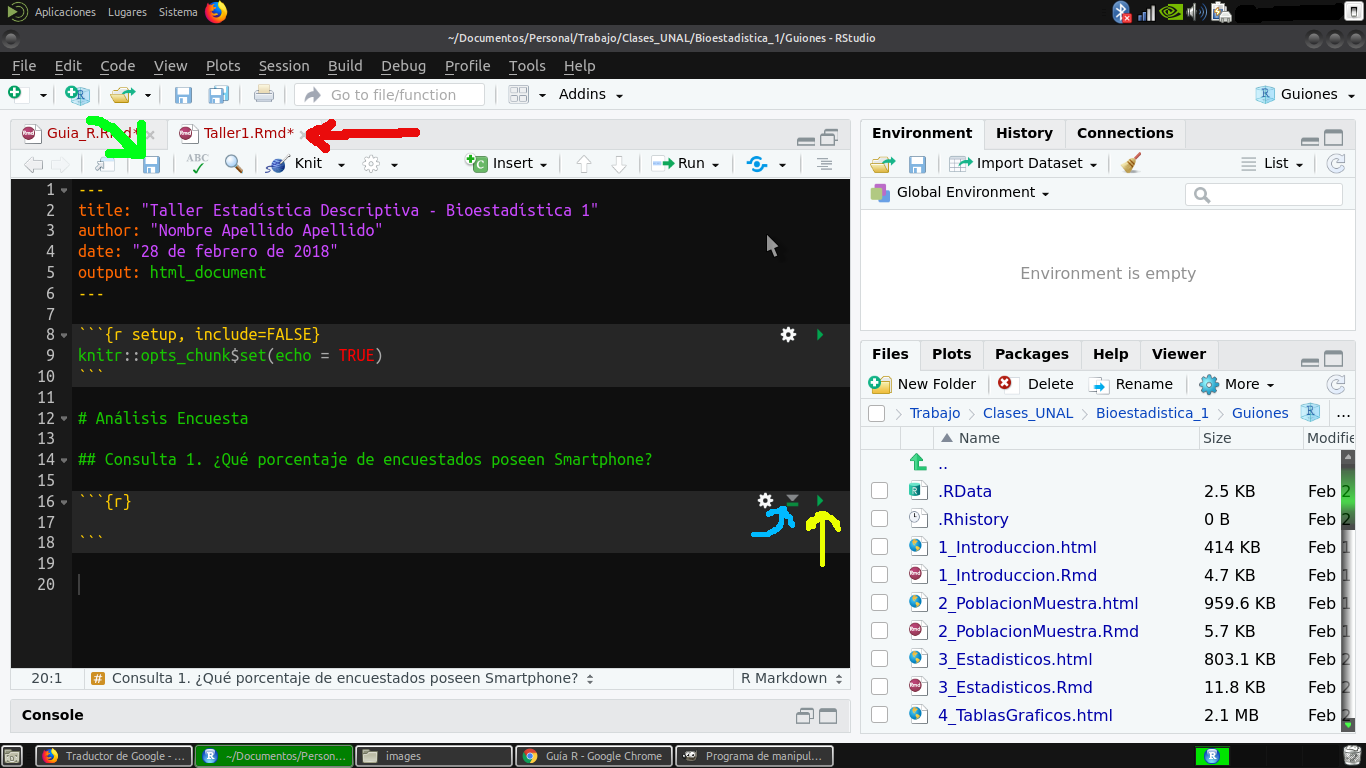 Aplicaciones Lugares Sistema
~/Documentos/Personal/Trabajo/Clases_UNAL/Bioestadistica_1/Guiones - RStudio
File Edit Code View Plots Session Build Debug Profile Tools Help
Go to file/function Addins Guiones
Guia_R.Rmd* Taller1.Rmd*
ABC Knit Insert Run
1 ---
2 title: "Taller Estadística Descriptiva - Bioestadística 1"
3 author: "Nombre Apellido Apellido"
4 date: "28 de febrero de 2018"
5 output: html_document
6 ---
7
8 ```{r setup, include=FALSE}
9 knitr::opts_chunk$set(echo = TRUE)
10 ```
11
12 # Análisis Encuesta
13
14 ## Consulta 1. ¿Qué porcentaje de encuestados poseen Smartphone?
15
16 ```{r}
17
18 ```
19
20
20:1 # Consulta 1. ¿Qué porcentaje de encuestados poseen Smartphone? R Markdown
Console
Environment History Connections
Import Dataset List
Global Environment
Environment is empty
Files Plots Packages Help Viewer
New Folder Delete Rename More
Trabajo Clases_UNAL Bioestadistica_1 Guiones ...
Name Size Modifie
..
.RData 2.5 KB Feb 2
.Rhistory 0 B Feb 2
1_Introduccion.html 414 KB Feb 1
1_Introduccion.Rmd 4.7 KB Feb 1
2_PoblacionMuestra.html 959.6 KB Feb 1
2_PoblacionMuestra.Rmd 5.7 KB Feb 1
3_Estadisticos.html 803.1 KB Feb 2
3_Estadisticos.Rmd 11.8 KB Feb 2
4_TablasGraficos.html 2.1 MB Feb 2
Traductor de Google - ... ~/Documentos/Person... images Guia R - Google Chrome Programa de manipul...